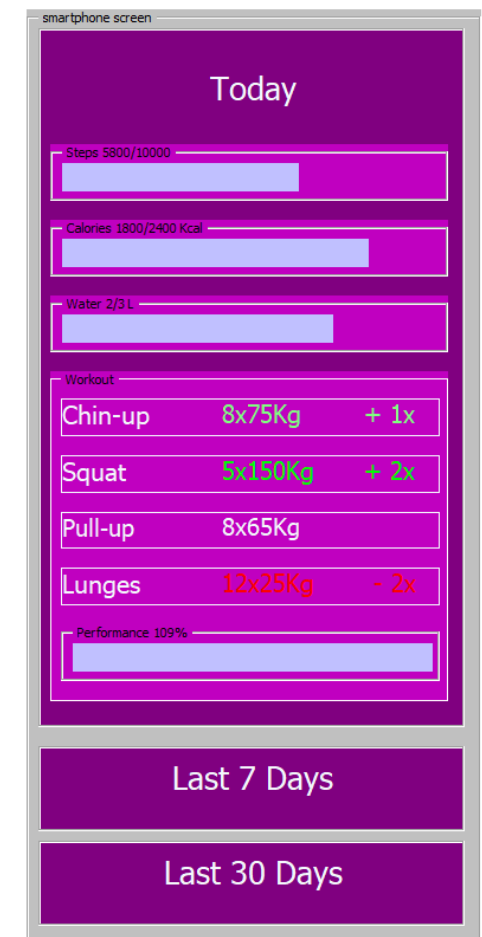 smartphone screen
Today
Steps 5800/10000
Calories 1800/2400 Kcal
Water 2/3 L
Workout
Chin-up 8x75Kg + 1x
Squat 5x150Kg + 2x
Pull-up 8x65Kg
Lunges 12x25Kg - 2x
Performance 109%
Last 7 Days
Last 30 Days